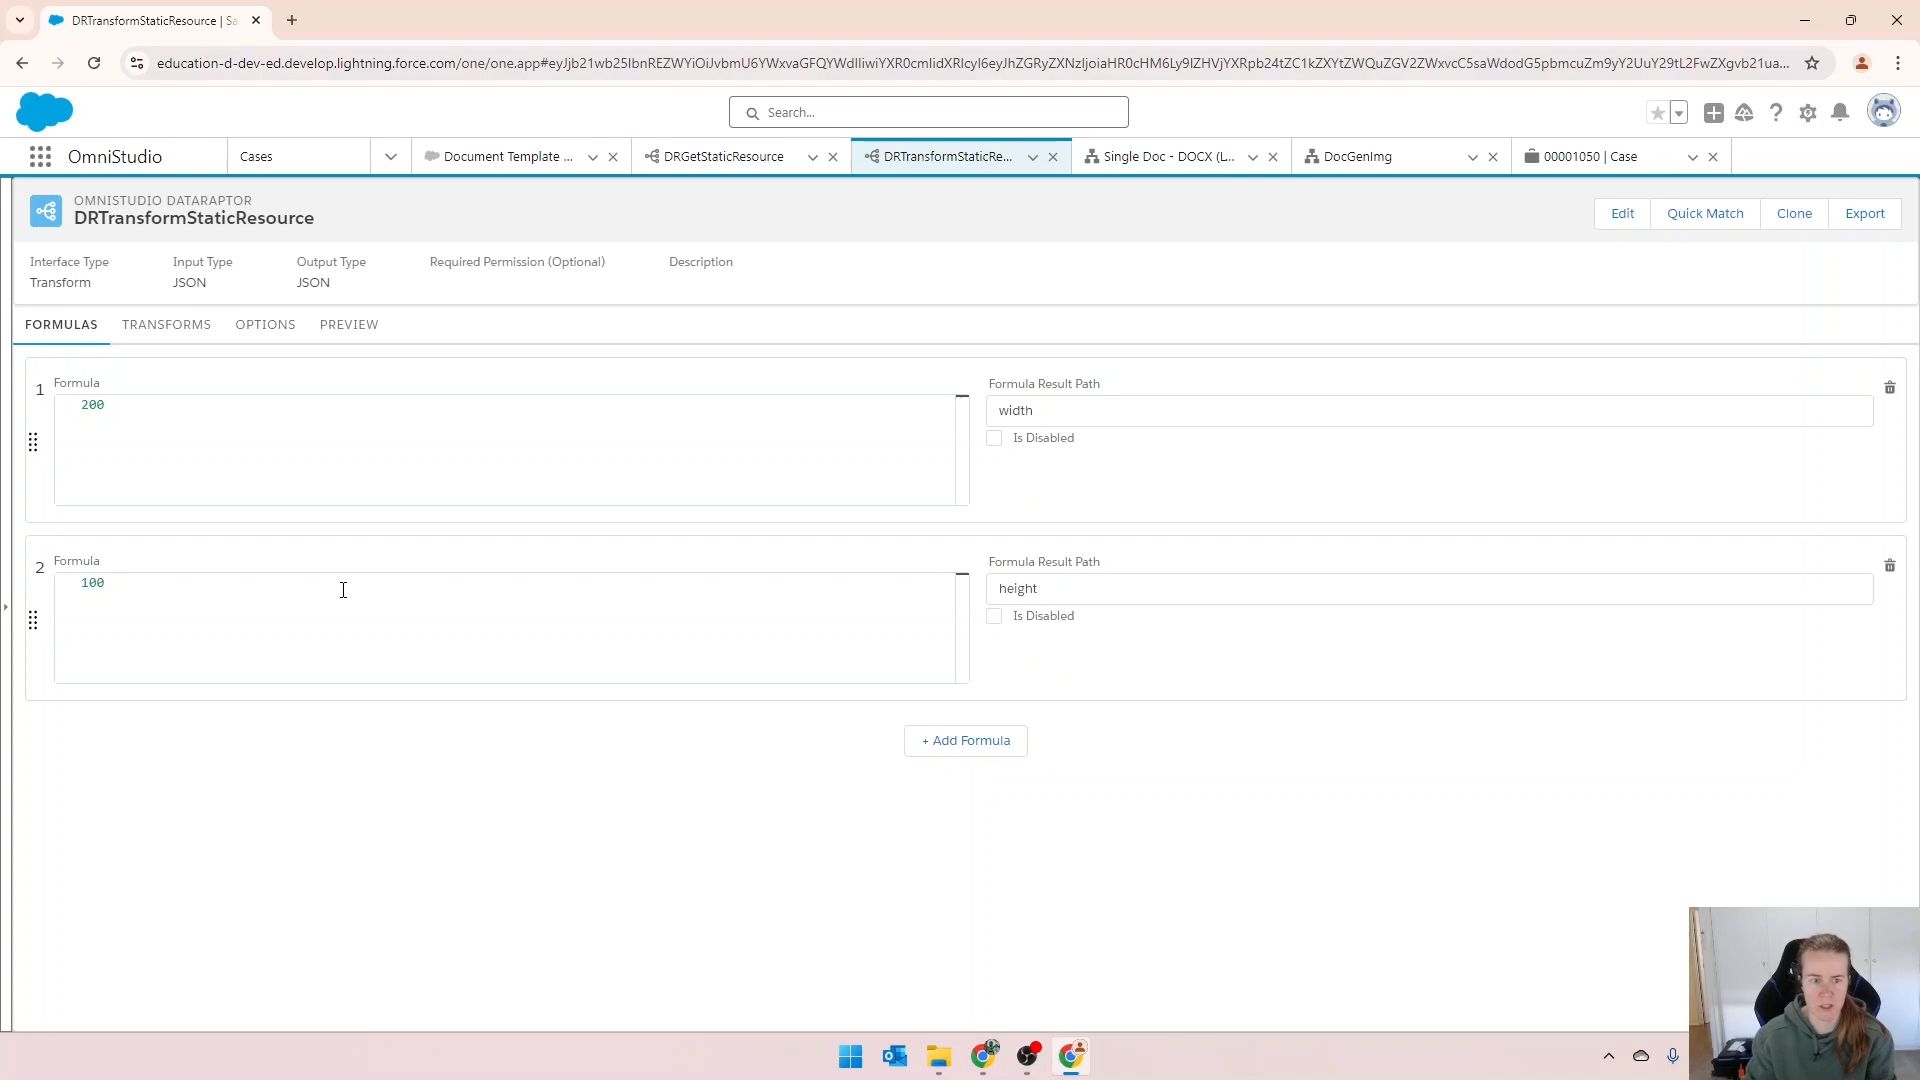 DRTransformStaticResource | Sa
education-d-dev-ed.develop.lightning.force.com/one/one.app#
Search...
OmniStudio
Cases
Document Template ...
DRGetStaticResource
DRTransformStaticRe...
Single Doc - DOCX (L...
DocGenImg
00001050 | Case
OMNISTUDIO DATARAPTOR
DRTransformStaticResource
Edit
Quick Match
Clone
Export
Interface Type
Input Type
Output Type
Required Permission (Optional)
Description
Transform
JSON
JSON
FORMULAS
TRANSFORMS
OPTIONS
PREVIEW
1
Formula
200
Formula Result Path
width
Is Disabled
2
Formula
100
Formula Result Path
height
Is Disabled
+ Add Formula